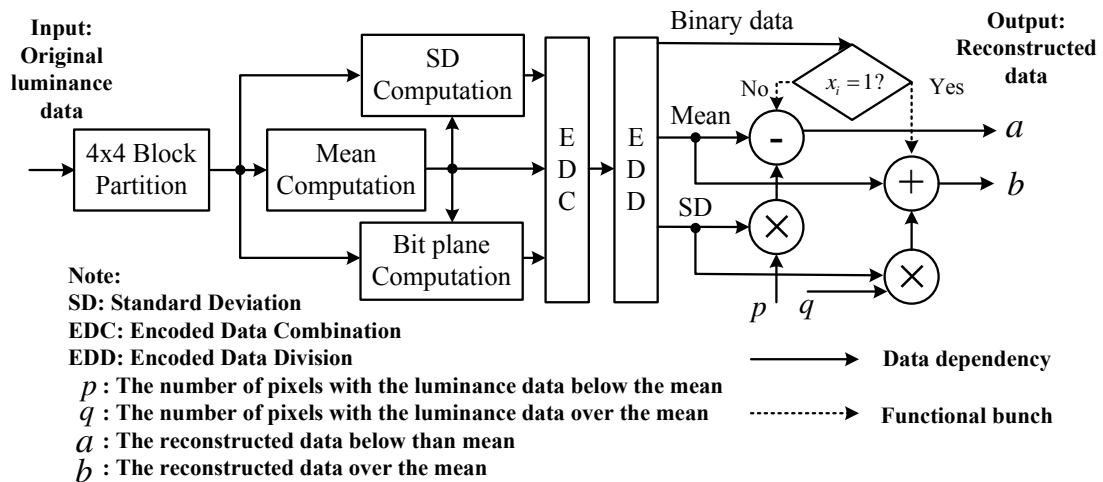 Input:
Original
luminance
data
4x4 Block
Partition
SD
Computation
Mean
Computation
Bit plane
Computation
E
D
C
E
D
D
Binary data
Mean
SD
x_i = 1?
No
Yes
-
+
×
×
p
q
Output:
Reconstructed
data
a
b
Note:
SD: Standard Deviation
EDC: Encoded Data Combination
EDD: Encoded Data Division
p : The number of pixels with the luminance data below the mean
q : The number of pixels with the luminance data over the mean
a : The reconstructed data below than mean
b : The reconstructed data over the mean
Data dependency
Functional bunch